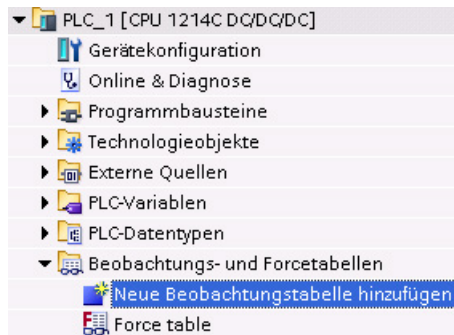 PLC_1 [CPU 1214C DC/DC/DC]
Gerätekonfiguration
Online & Diagnose
Programmbausteine
Technologieobjekte
Externe Quellen
PLC-Variablen
PLC-Datentypen
Beobachtungs- und Forcetabellen
Neue Beobachtungstabelle hinzufügen
Force table